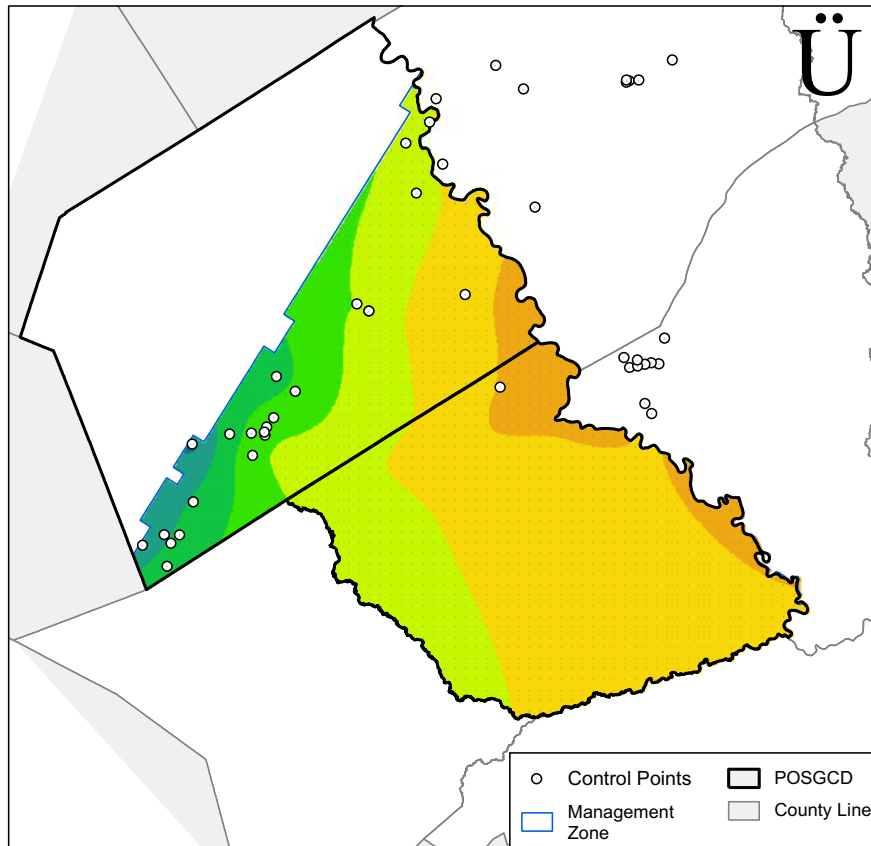 Ü
Control Points
POSGCD
Management
Zone
County Line